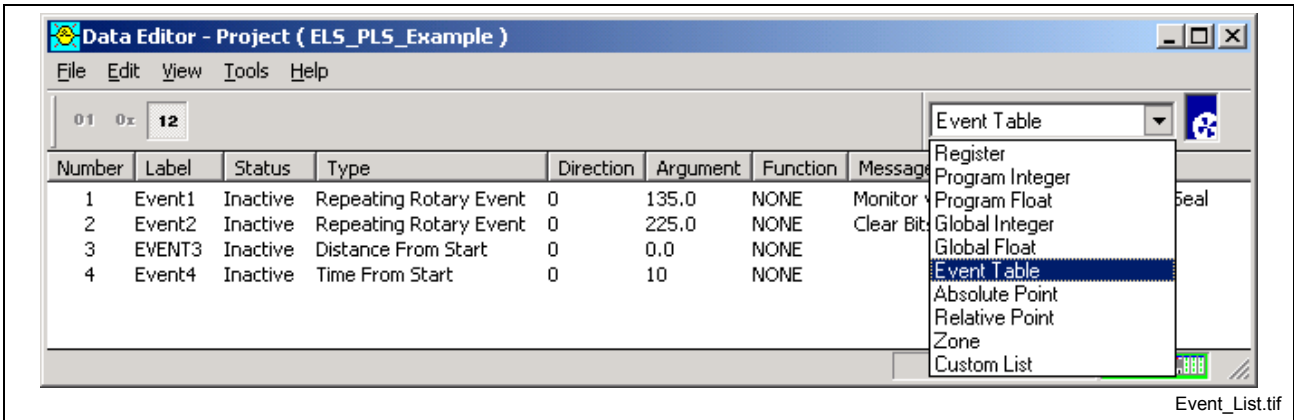 Data Editor - Project ( ELS_PLS_Example )
File Edit View Tools Help
01 0x 12 Event Table
Number Label Status Type Direction Argument Function Message
1 Event1 Inactive Repeating Rotary Event 0 135.0 NONE Monitor Seal
2 Event2 Inactive Repeating Rotary Event 0 225.0 NONE Clear Bits
3 EVENT3 Inactive Distance From Start 0 0.0 NONE
4 Event4 Inactive Time From Start 0 10 NONE
Register
Program Integer
Program Float
Global Integer
Global Float
Event Table
Absolute Point
Relative Point
Zone
Custom List
Event_List.tif